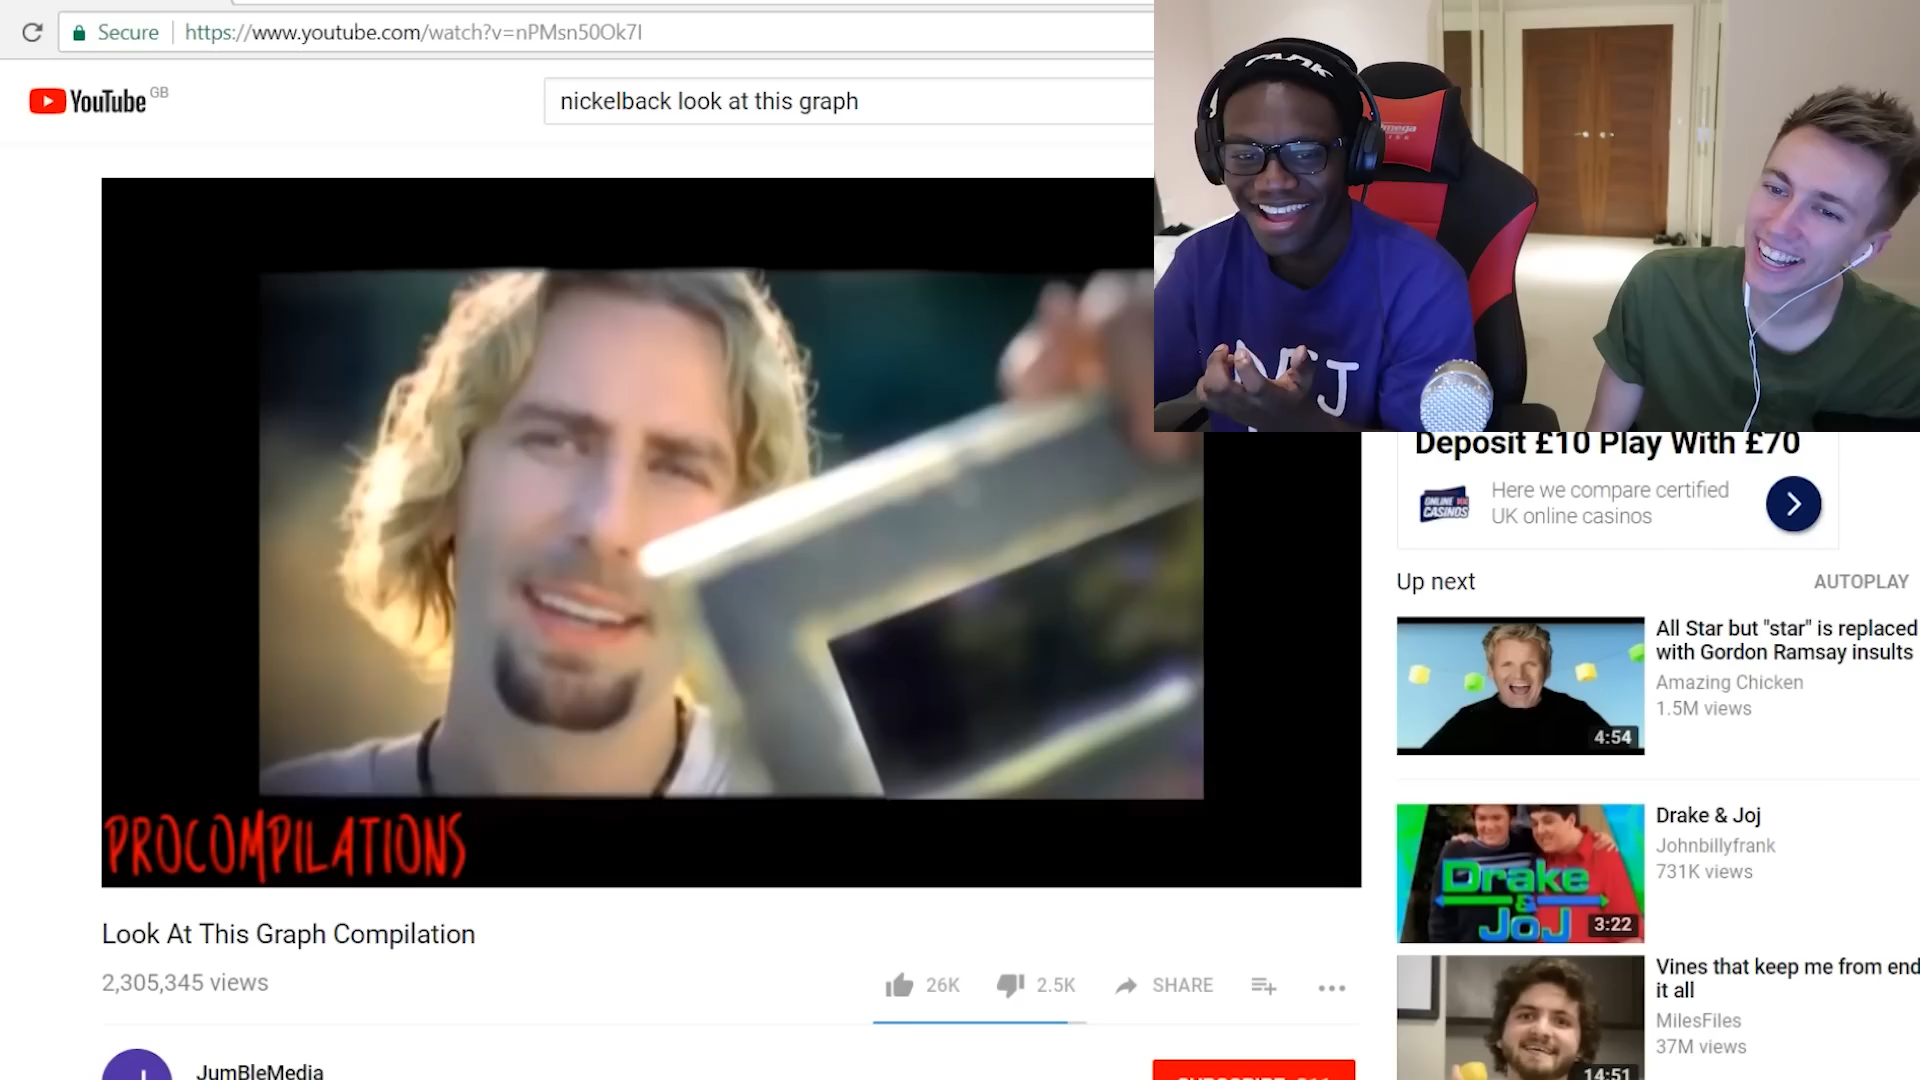 Secure https://www.youtube.com/watch?v=nPMsn50Ok7I
YouTube GB
nickelback look at this graph
Deposit £10 Play With £70
ONLINE CASINOS
Here we compare certified
UK online casinos
Up next AUTOPLAY
All Star but "star" is replaced
with Gordon Ramsay insults
Amazing Chicken
1.5M views
4:54
Drake & Joj
Johnbillyfrank
731K views
Drake
&
JoJ
3:22
Vines that keep me from end
it all
MilesFiles
37M views
14:51
PROCOMPILATIONS
Look At This Graph Compilation
2,305,345 views
26K 2.5K SHARE
JumBleMedia